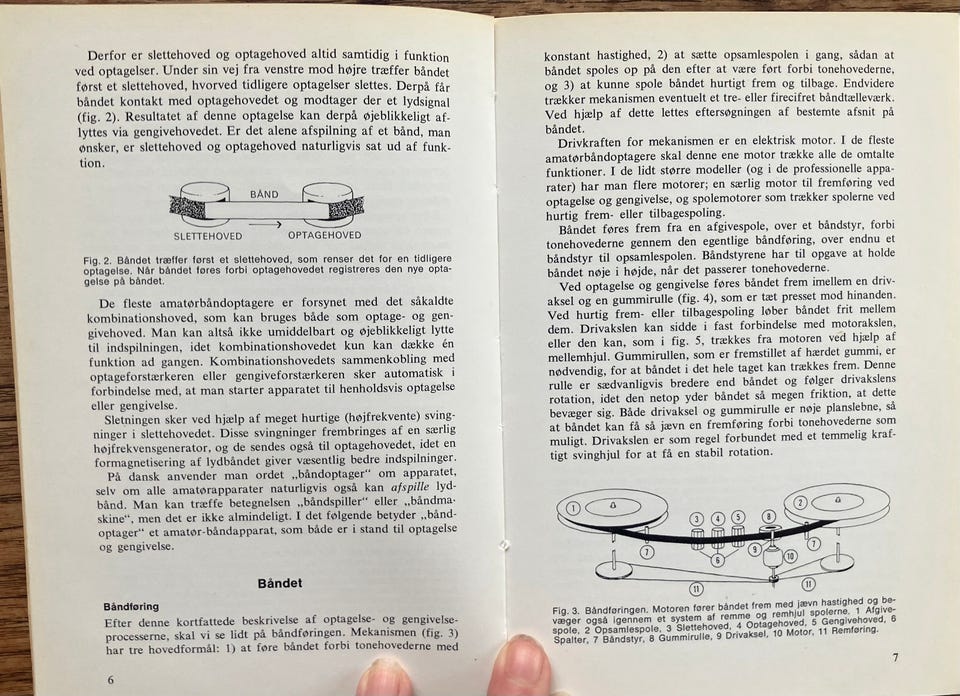 Derfor er slettehoved og optagehoved altid samtidig i funktion
ved optagelser. Under sin vej fra venstre mod højre træffer båndet
først et slettehoved, hvorved tidligere optagelser slettes. Derpå får
båndet kontakt med optagehovedet og modtager der et lydsignal
(fig. 2). Resultatet af denne optagelse kan derpå øjeblikkeligt af-
lyttes via gengivehovedet. Er det alene afspilning af et bånd, man
ønsker, er slettehoved og optagehoved naturligvis sat ud af funk-
tion.
BÅND
SLETTEHOVED
OPTAGEHOVED
Fig. 2. Båndet træffer først et slettehoved, som renser det for en tidligere
optagelse. Når båndet føres forbi optagehovedet registreres den nye opta-
gelse på båndet.
De fleste amatørbåndoptagere er forsynet med det såkaldte
kombinationshoved, som kan bruges både som optage- og gen-
givehoved. Man kan altså ikke umiddelbart og øjeblikkeligt lytte
til indspilningen, idet kombinationshovedet kun kan dække én
funktion ad gangen. Kombinationshovedets sammenkobling med
optageforstærkeren eller gengiveforstærkeren sker automatisk i
forbindelse med, at man starter apparatet til henholdsvis optagelse
eller gengivelse.
Sletningen sker ved hjælp af meget hurtige (højfrekvente) sving-
ninger i slettehovedet. Disse svingninger frembringes af en særlig
højfrekvensgenerator, og de sendes også til optagehovedet, idet en
formagnetisering af lydbåndet giver væsentlig bedre indspilninger.
På dansk anvender man ordet „båndoptager" om apparatet,
selv om alle amatørapparater naturligvis også kan afspille lyd-
bånd. Man kan træffe betegnelsen „båndspiller" eller „båndma-
skine", men det er ikke almindeligt. I det følgende betyder „bånd-
optager" et amatør-båndapparat, som både er i stand til optagelse
og gengivelse.
Båndet
Båndføring
Efter denne kortfattede beskrivelse af optagelse- og gengivelse-
processerne, skal vi se lidt på båndføringen. Mekanismen (fig. 3)
har tre hovedformål: 1) at føre båndet forbi tonehovederne med
6
konstant hastighed, 2) at sætte opsamlespolen i gang, sådan at
båndet spoles op på den efter at være ført forbi tonehovederne,
og 3) at kunne spole båndet hurtigt frem og tilbage. Endvidere
trækker mekanismen eventuelt et tre- eller firecifret båndtælleværk.
Ved hjælp af dette lettes eftersøgningen af bestemte afsnit på
båndet.
Drivkraften for mekanismen er en elektrisk motor. I de fleste
amatørbåndoptagere skal denne ene motor trække alle de omtalte
funktioner. I de lidt større modeller (og i de professionelle appa-
rater) har man flere motorer; en særlig motor til fremføring ved
optagelse og gengivelse, og spolemotorer som trækker spolerne ved
hurtig frem- eller tilbagespoling.
Båndet føres frem fra en afgivespole, over et båndstyr, forbi
tonehovederne gennem den egentlige båndføring, over endnu et
båndstyr til opsamlespolen. Båndstyrene har til opgave at holde
båndet nøje i højde, når det passerer tonehovederne.
Ved optagelse og gengivelse føres båndet frem imellem en driv-
aksel og en gummirulle (fig. 4), som er tæt presset mod hinanden.
Ved hurtig frem- eller tilbagespoling løber båndet frit mellem
dem. Drivakslen kan sidde i fast forbindelse med motorakslen,
eller den kan, som i fig. 5, trækkes fra motoren ved hjælp af
mellemhjul. Gummirullen, som er fremstillet af hærdet gummi, er
nødvendig, for at båndet i det hele taget kan trækkes frem. Denne
rulle er sædvanligvis bredere end båndet og følger drivakslens
rotation, idet den netop yder båndet så megen friktion, at dette
bevæger sig. Både drivaksel og gummirulle er nøje planslebne, så
at båndet kan få så jævn en fremføring forbi tonehovederne som
muligt. Drivakslen er som regel forbundet med et temmelig kraf-
tigt svinghjul for at få en stabil rotation.
1
2
3 4 5 8
7
6
9
10
7
11
11
Fig. 3. Båndføringen. Motoren fører båndet frem med jævn hastighed og be-
væger også igennem et system af remme og remhjul spolerne. 1 Afgive-
spole, 2 Opsamlespole, 3 Slettehoved, 4 Optagehoved, 5 Gengivehoved, 6
Spalter, 7 Båndstyr, 8 Gummirulle, 9 Drivaksel, 10 Motor, 11 Remføring.
7